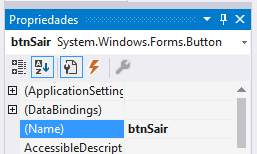 Propriedades
btnSair System.Windows.Forms.Button
(ApplicationSetting
(DataBindings)
(Name) btnSair
AccessibleDescript